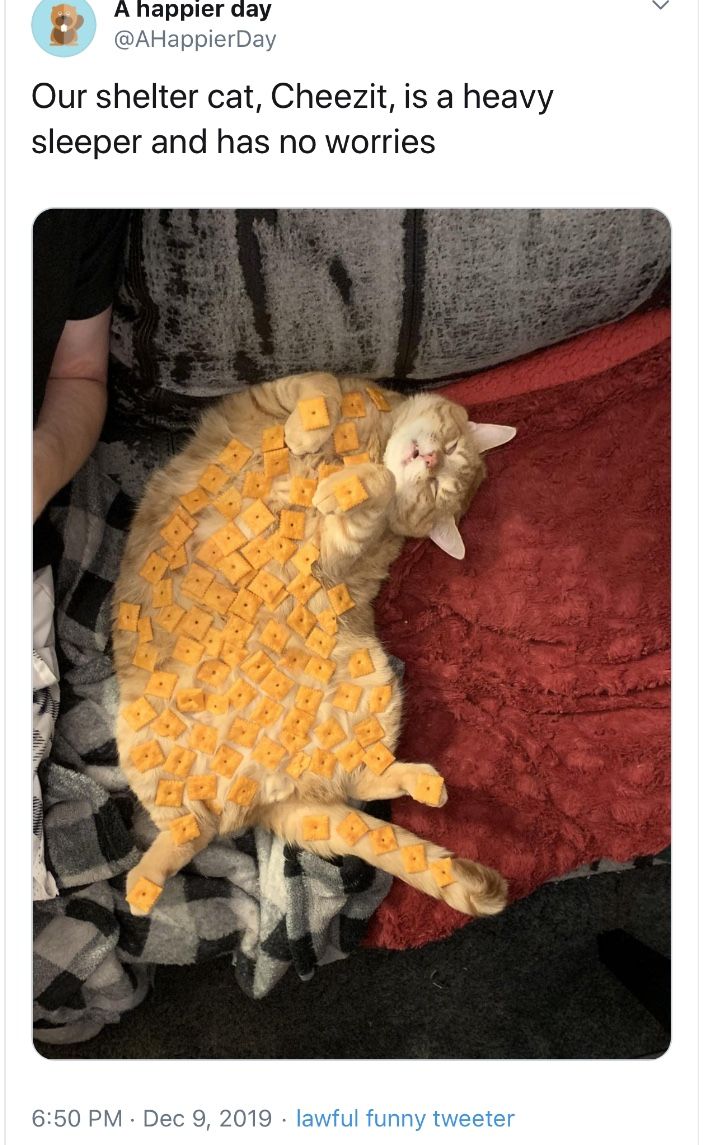 A happier day
@AHappierDay
Our shelter cat, Cheezit, is a heavy
sleeper and has no worries
6:50 PM · Dec 9, 2019 · lawful funny tweeter